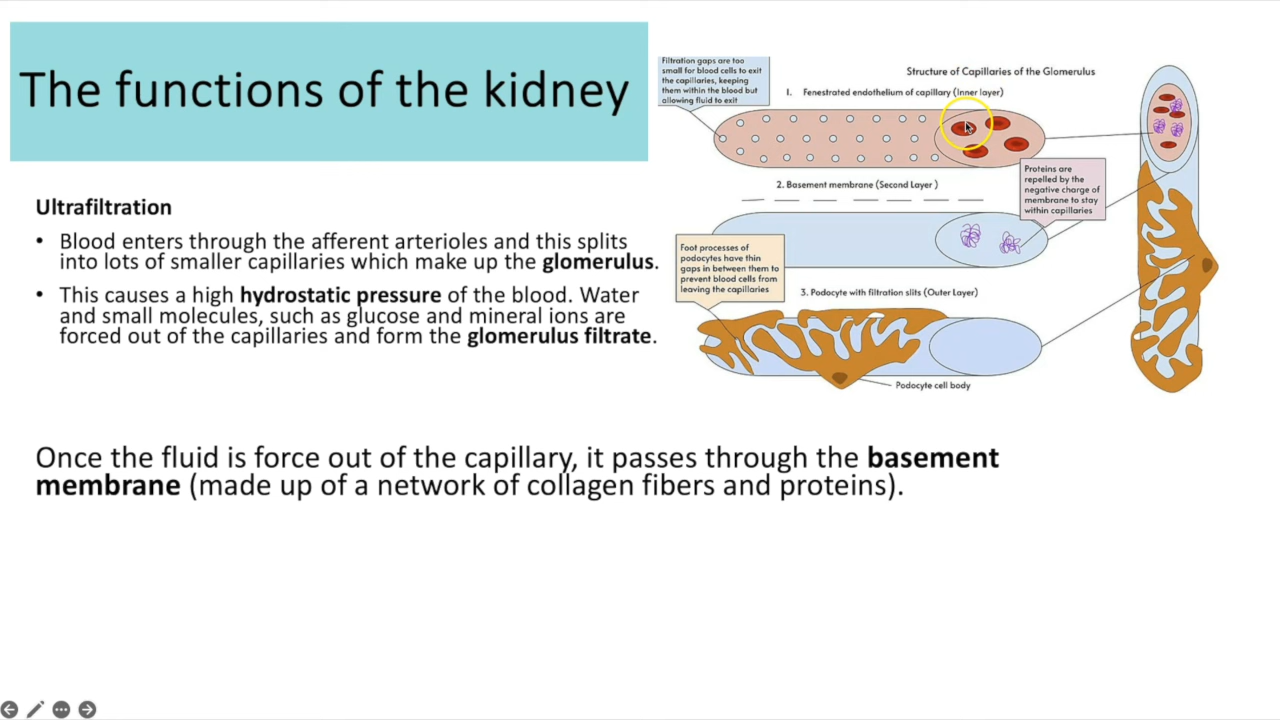 The functions of the kidney
Ultrafiltration
• Blood enters through the afferent arterioles and this splits
into lots of smaller capillaries which make up the glomerulus.
• This causes a high hydrostatic pressure of the blood. Water
and small molecules, such as glucose and mineral ions are
forced out of the capillaries and form the glomerulus filtrate.
Filtration gaps are too
small for blood cells to exit
the capillaries, keeping
them within the blood but
allowing fluid to exit
Structure of Capillaries of the Glomerulus
1. Fenestrated endothelium of capillary (Inner layer)
2. Basement membrane (Second Layer )
Proteins are
repelled by the
negative charge of
membrane to stay
within capillaries
Foot processes of
podocytes have thin
gaps in between them to
prevent blood cells from
leaving the capillaries
3. Podocyte with filtration slits (Outer Layer)
Podocyte cell body
Once the fluid is force out of the capillary, it passes through the basement
membrane (made up of a network of collagen fibers and proteins).